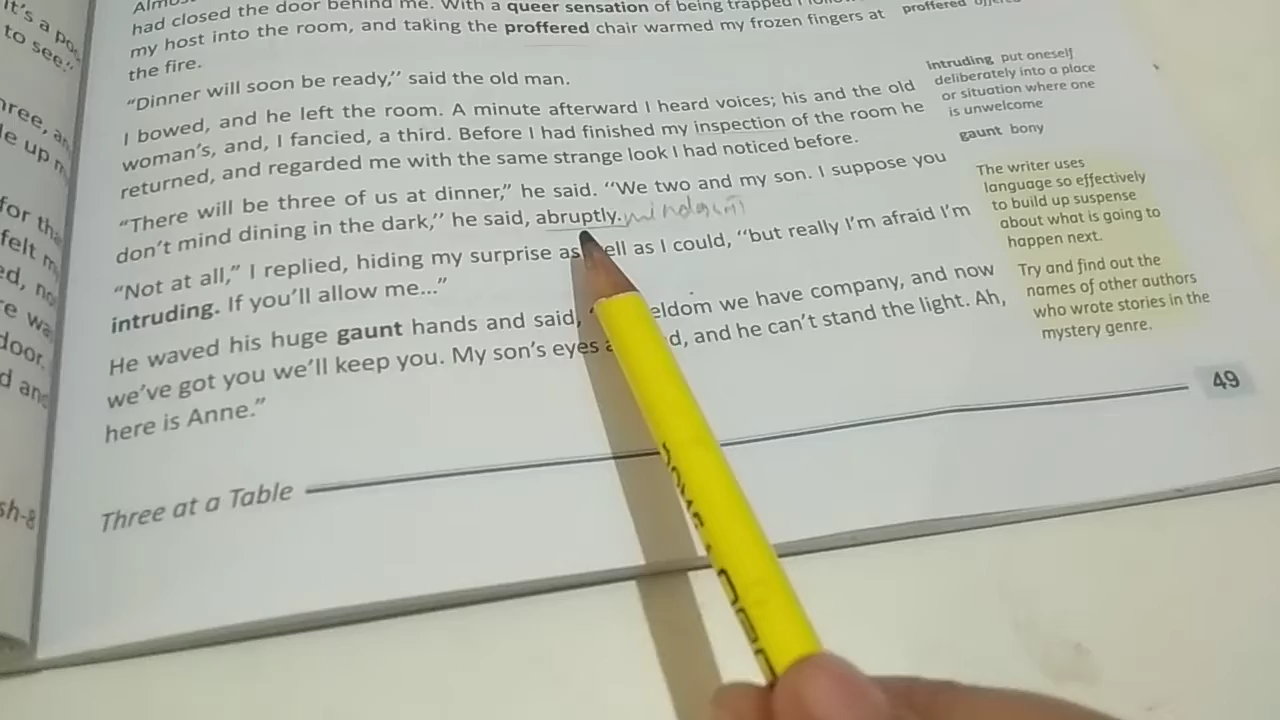 it's a
to see."
had closed the door behind me. With a queer sensation of being trapped I
my host into the room, and taking the proffered chair warmed my frozen fingers at
the fire.
"Dinner will soon be ready," said the old man.
I bowed, and he left the room. A minute afterward I heard voices; his and the old
woman's, and, I fancied, a third. Before I had finished my inspection of the room he
returned, and regarded me with the same strange look I had noticed before.
"There will be three of us at dinner," he said. "We two and my son. I suppose you
don't mind dining in the dark," he said, abruptly.
"Not at all," I replied, hiding my surprise as ell as I could, "but really I'm afraid I'm
intruding. If you'll allow me..."
He waved his huge gaunt hands and said, eldom we have company, and now
we've got you we'll keep you. My son's eyes d, and he can't stand the light. Ah,
here is Anne."
proffered
intruding put oneself
deliberately into a place
or situation where one
is unwelcome
gaunt bony
The writer uses
language so effectively
to build up suspense
about what is going to
happen next.
Try and find out the
names of other authors
who wrote stories in the
mystery genre.
49
Three at a Table